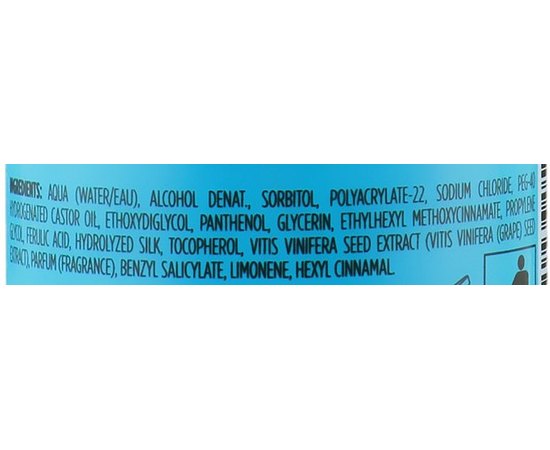 INGREDIENTS: AQUA (WATER/EAU), ALCOHOL DENAT., SORBITOL, POLYACRYLATE-22, SODIUM CHLORIDE, PEG-40
HYDROGENATED CASTOR OIL, ETHOXYDIGLYCOL, PANTHENOL, GLYCERIN, ETHYLHEXYL METHOXYCINNAMATE, PROPYLENE
GLYCOL, FERULIC ACID, HYDROLYZED SILK, TOCOPHEROL, VITIS VINIFERA SEED EXTRACT (VITIS VINIFERA (GRAPE) SEED
EXTRACT), PARFUM (FRAGRANCE), BENZYL SALICYLATE, LIMONENE, HEXYL CINNAMAL.